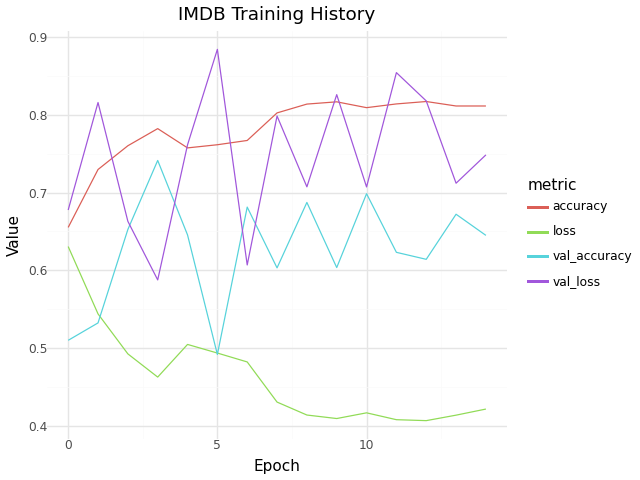 IMDB Training History
0.9
0.8
0.7
0.6
0.5
0.4
Value
0
5
10
Epoch
metric
accuracy
loss
val_accuracy
val_loss